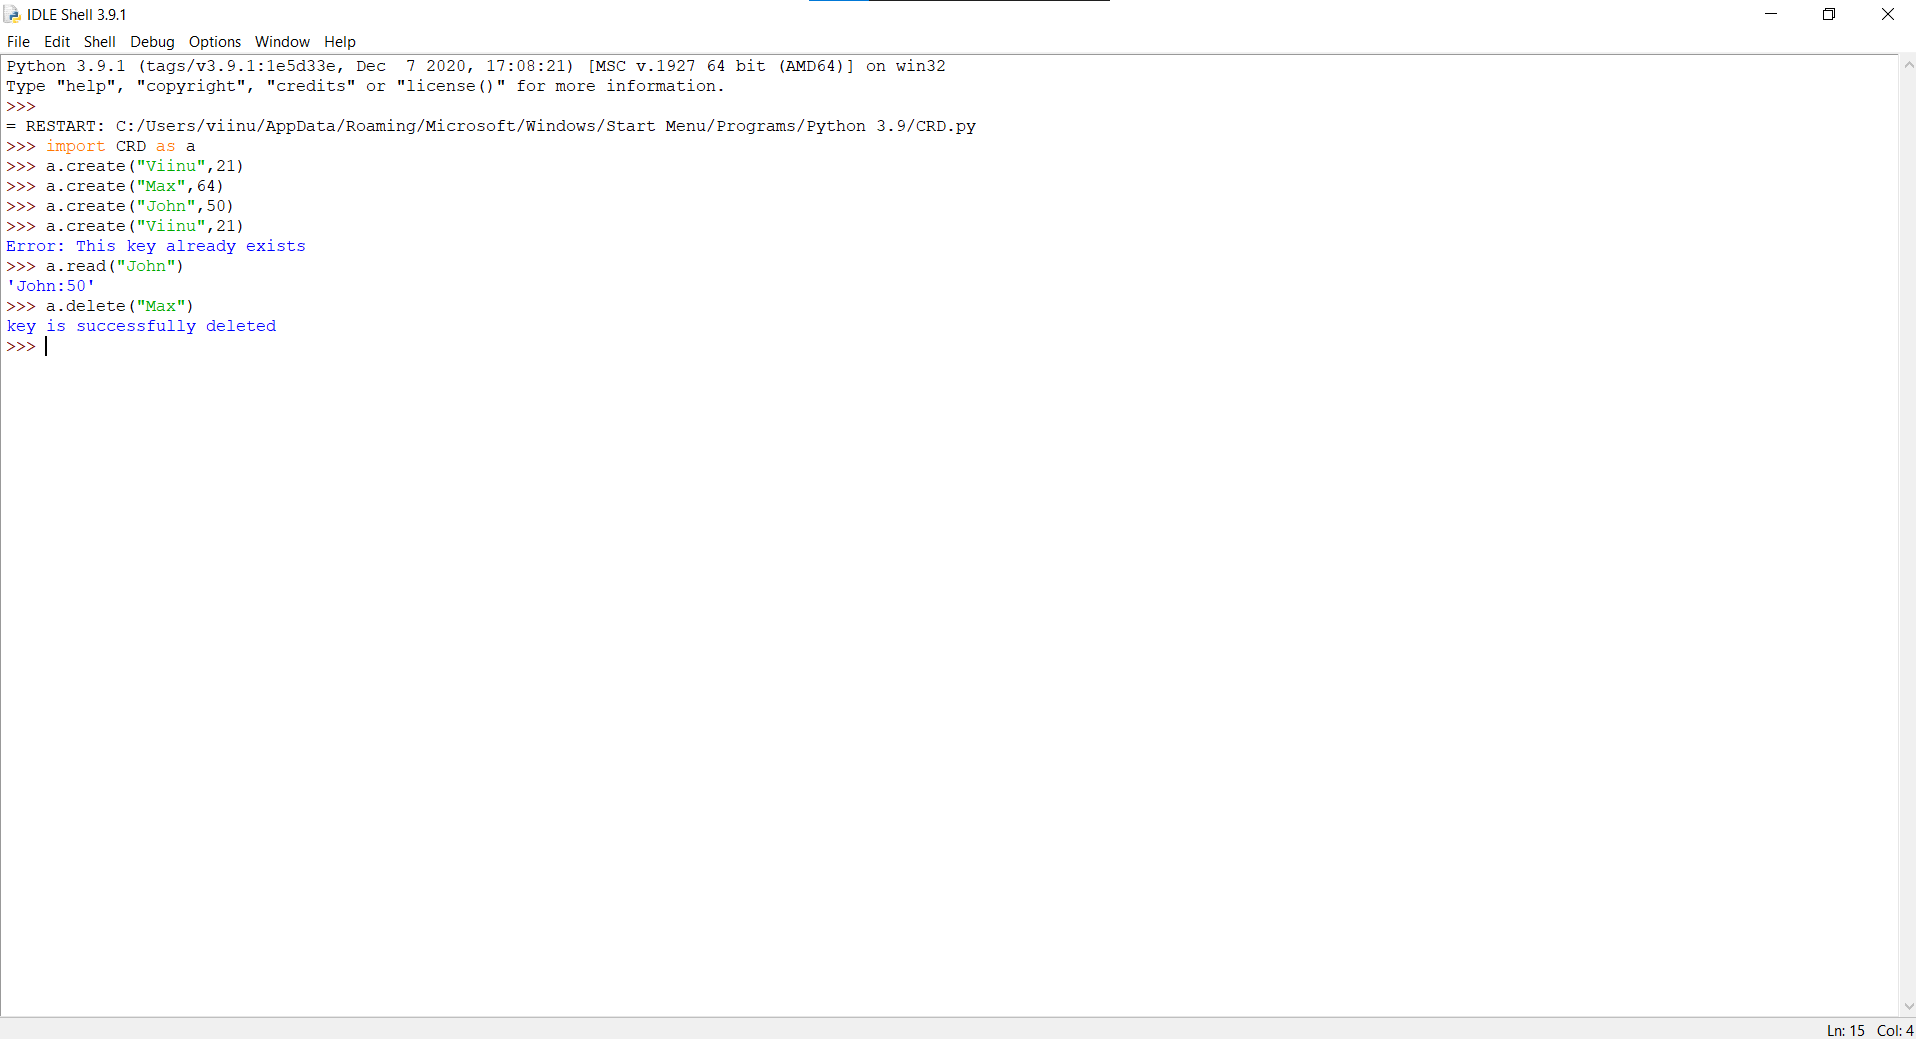 IDLE Shell 3.9.1
File Edit Shell Debug Options Window Help
Python 3.9.1 (tags/v3.9.1:1e5d33e, Dec  7 2020, 17:08:21) [MSC v.1927 64 bit (AMD64)] on win32
Type "help", "copyright", "credits" or "license()" for more information.
>>>
= RESTART: C:/Users/viinu/AppData/Roaming/Microsoft/Windows/Start Menu/Programs/Python 3.9/CRD.py
>>> import CRD as a
>>> a.create("Viinu",21)
>>> a.create("Max",64)
>>> a.create("John",50)
>>> a.create("Viinu",21)
Error: This key already exists
>>> a.read("John")
'John:50'
>>> a.delete("Max")
key is successfully deleted
>>>
Ln: 15 Col: 4